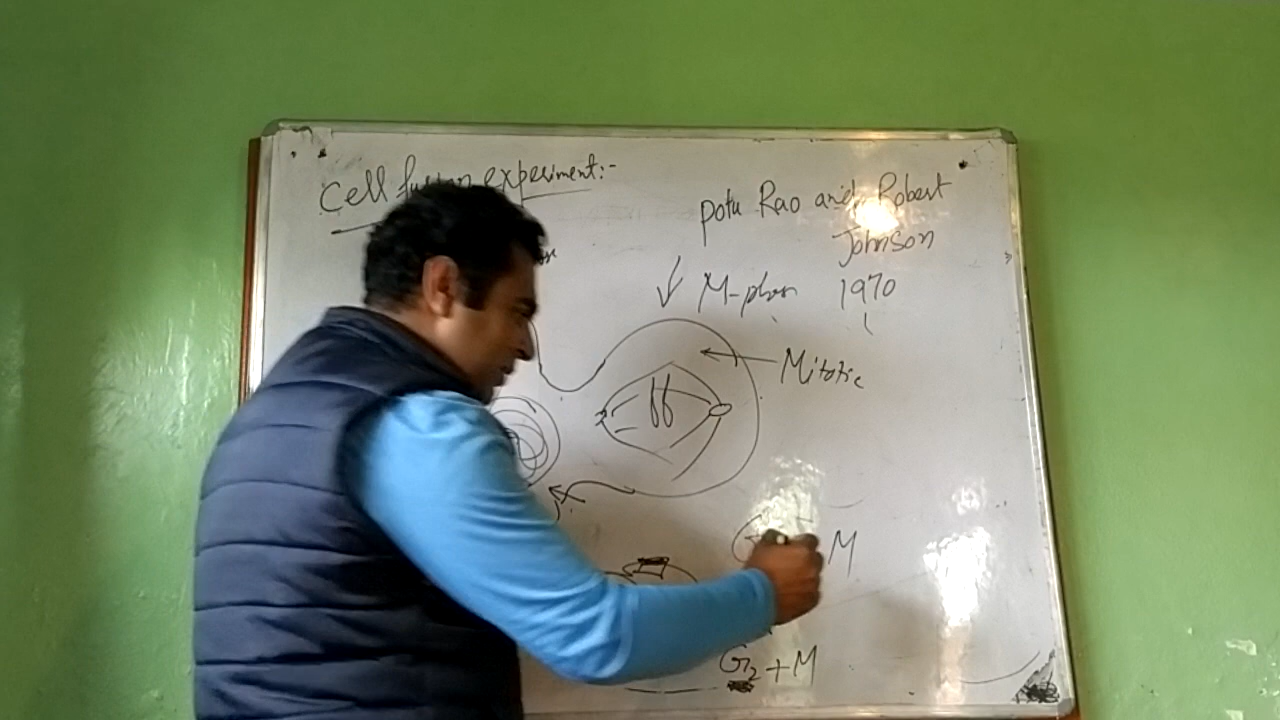 Cell fusion experiment:-
Potu Rao and Robert
Johnson
M-phase 1970
Mitotic
M
G2 + M